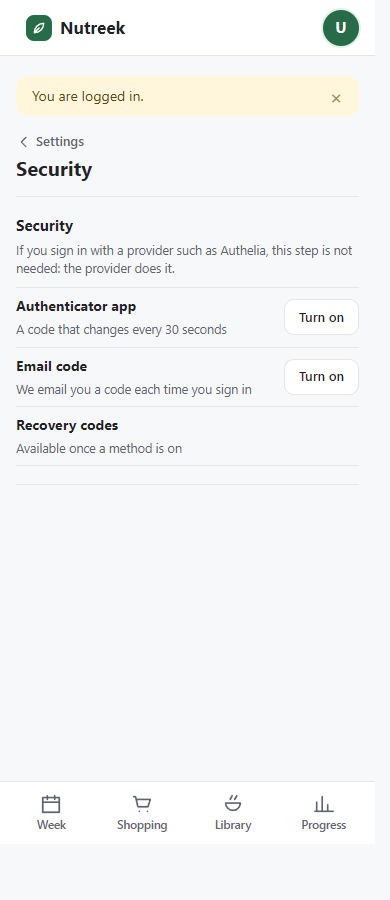 Nutreek
U
You are logged in.
×
Settings
Security
Security
If you sign in with a provider such as Authelia, this step is not
needed: the provider does it.
Authenticator app
A code that changes every 30 seconds
Turn on
Email code
We email you a code each time you sign in
Turn on
Recovery codes
Available once a method is on
Week
Shopping
Library
Progress